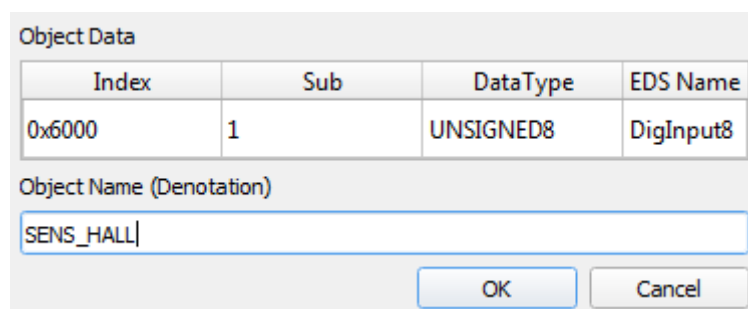 Object Data
Index Sub DataType EDS Name
0x6000 1 UNSIGNED8 DigInput8
Object Name (Denotation)
SENS_HALL
OK Cancel